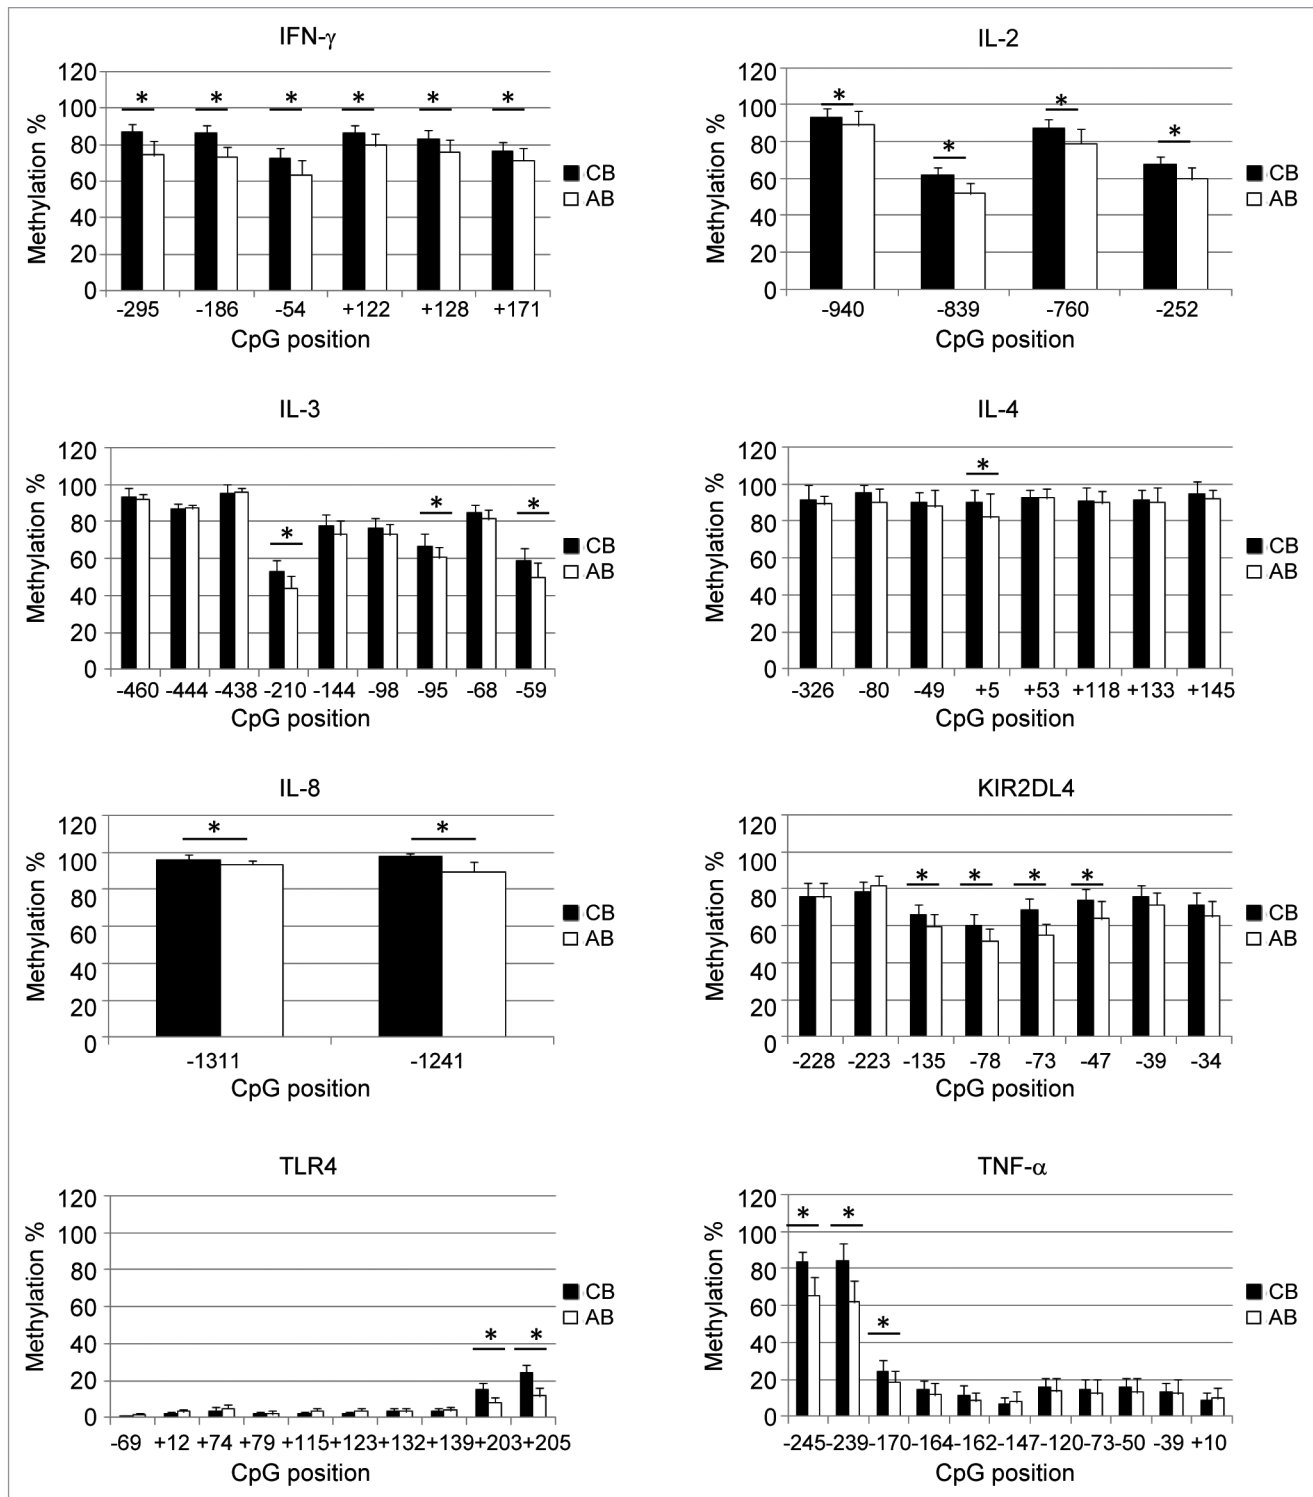 IFN-γ
120
100
80
60
40
20
0
Methylation %
* * * * * *
-295 -186 -54 +122 +128 +171
CpG position
CB
AB
IL-2
120
100
80
60
40
20
0
Methylation %
* * * *
-940 -839 -760 -252
CpG position
CB
AB
IL-3
120
100
80
60
40
20
0
Methylation %
* * *
-460 -444 -438 -210 -144 -98 -95 -68 -59
CpG position
CB
AB
IL-4
120
100
80
60
40
20
0
Methylation %
*
-326 -80 -49 +5 +53 +118 +133 +145
CpG position
CB
AB
IL-8
120
100
80
60
40
20
0
Methylation %
* *
-1311 -1241
CpG position
CB
AB
KIR2DL4
120
100
80
60
40
20
0
Methylation %
* * * *
-228 -223 -135 -78 -73 -47 -39 -34
CpG position
CB
AB
TLR4
120
100
80
60
40
20
0
Methylation %
* *
-69 +12 +74 +79 +115+123+132+139+203+205
CpG position
CB
AB
TNF-α
120
100
80
60
40
20
0
Methylation %
* * *
-245-239-170-164-162-147-120-73-50 -39 +10
CpG position
CB
AB